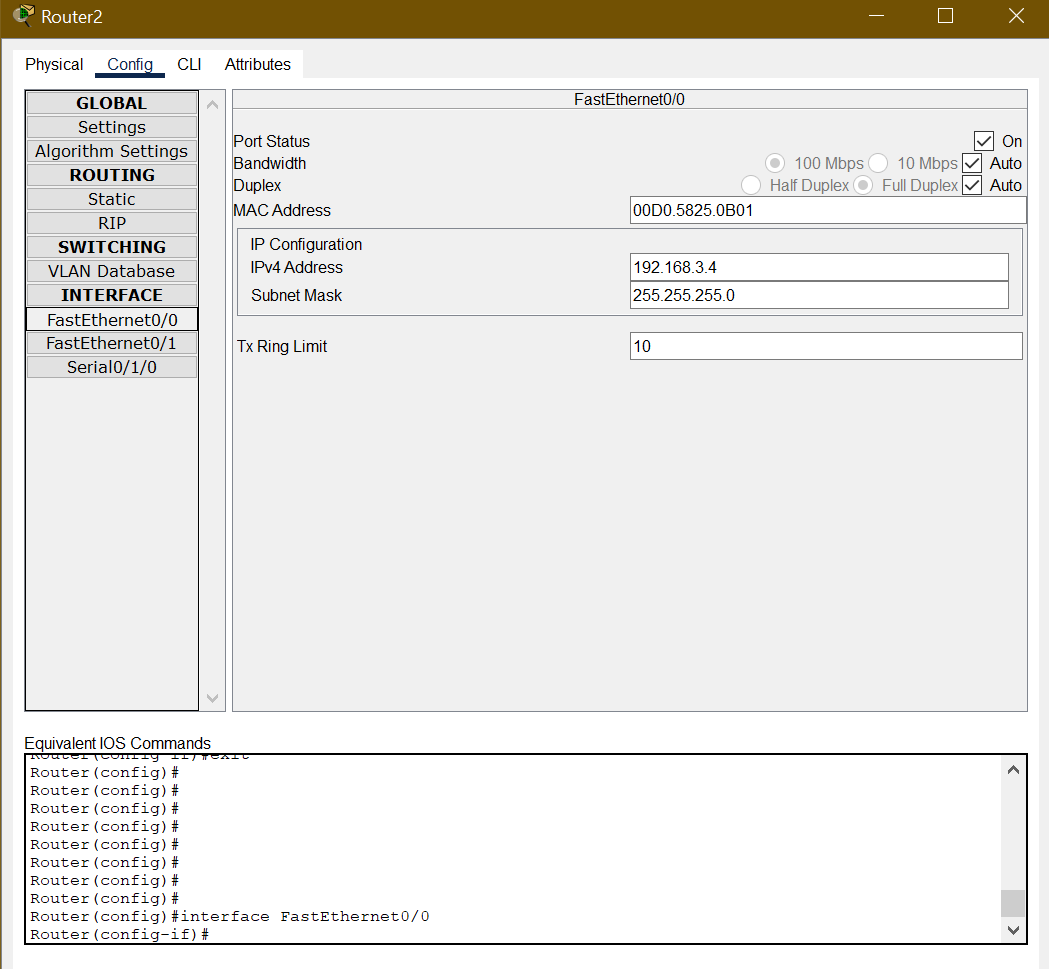 Router2
Physical Config CLI Attributes
GLOBAL
Settings
Algorithm Settings
ROUTING
Static
RIP
SWITCHING
VLAN Database
INTERFACE
FastEthernet0/0
FastEthernet0/1
Serial0/1/0
FastEthernet0/0
Port Status On
Bandwidth 100 Mbps 10 Mbps Auto
Duplex Half Duplex Full Duplex Auto
MAC Address 00D0.5825.0B01
IP Configuration
IPv4 Address 192.168.3.4
Subnet Mask 255.255.255.0
Tx Ring Limit 10
Equivalent IOS Commands
Router(config-if)#exit
Router(config)#
Router(config)#
Router(config)#
Router(config)#
Router(config)#
Router(config)#
Router(config)#
Router(config)#
Router(config)#interface FastEthernet0/0
Router(config-if)#